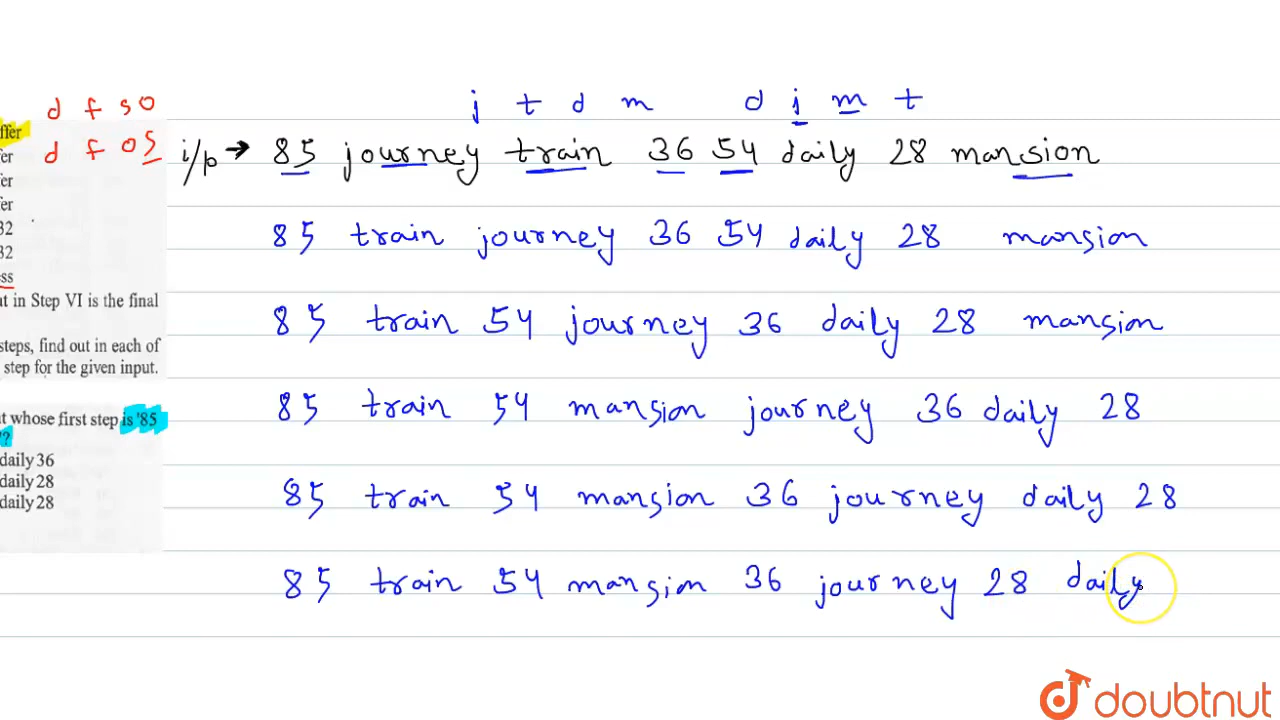 d f s o
d f o s
ffer
fer
fer
fer
32
32
ss
ut in Step VI is the final
steps, find out in each of
step for the given input.
ut whose first step is '85
'?
daily 36
daily 28
daily 28
j t d m d j m t
i/p → 85 journey train 36 54 daily 28 mansion
85 train journey 36 54 daily 28 mansion
85 train 54 journey 36 daily 28 mansion
85 train 54 mansion journey 36 daily 28
85 train 54 mansion 36 journey daily 28
85 train 54 mansion 36 journey 28 daily
doubtnut